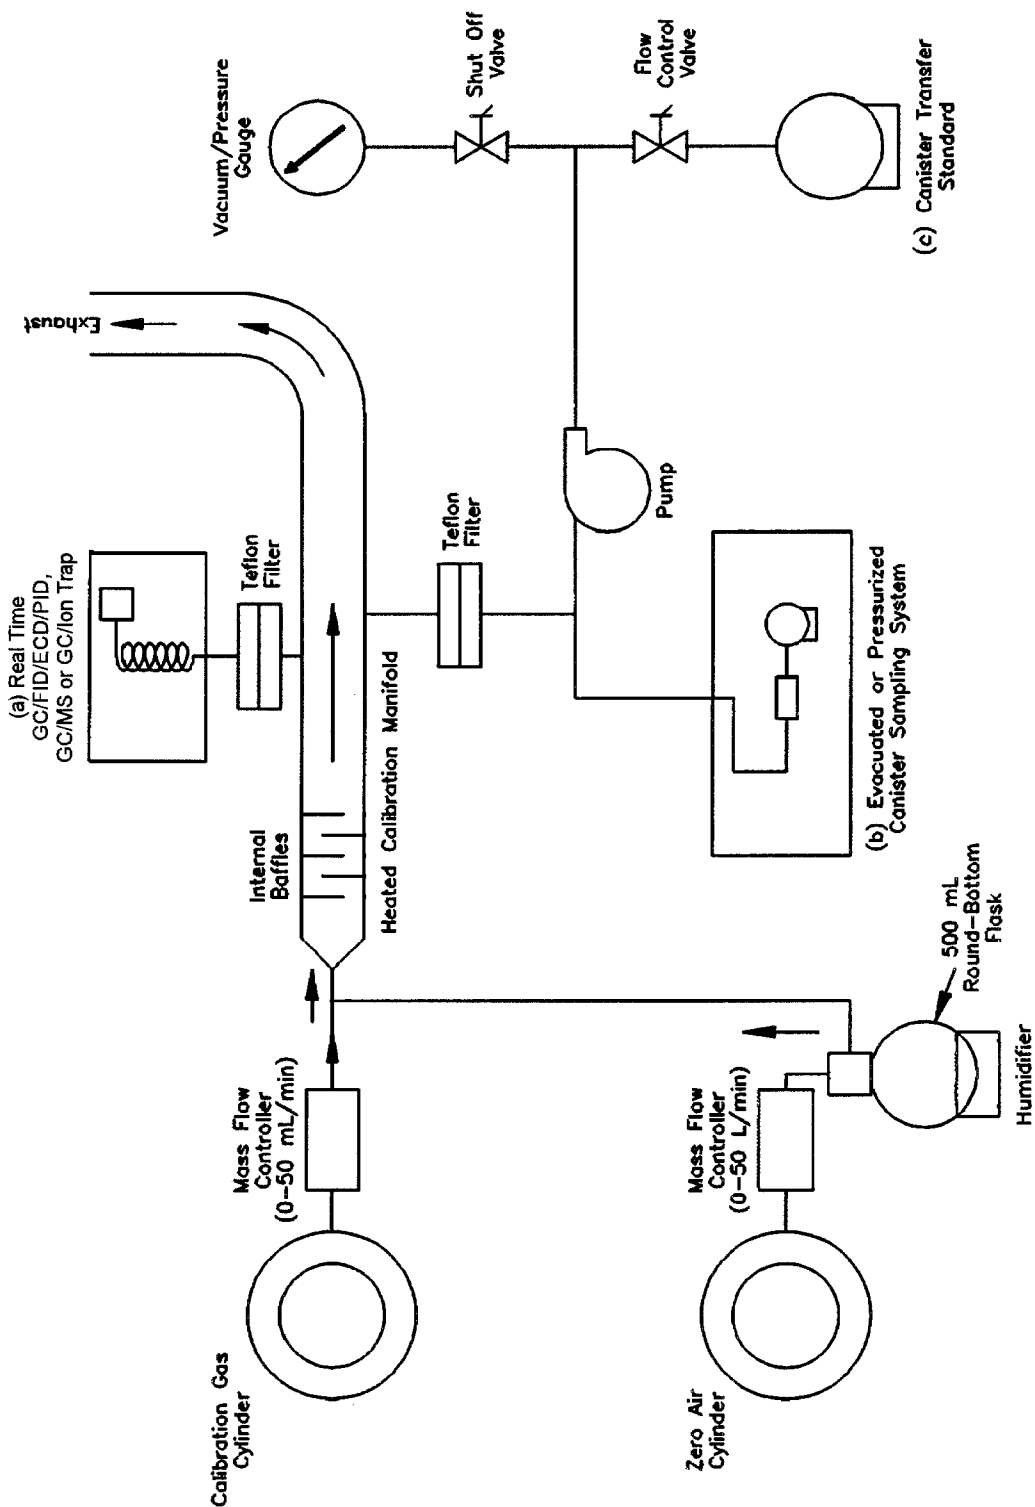 (a) Real Time
GC/FID/ECD/PID,
GC/MS or GC/Ion Trap
Exhaust
Teflon
Filter
Vacuum/Pressure
Gauge
Shut Off
Valve
Flow
Control
Valve
(c) Canister Transfer
Standard
Internal
Baffles
Heated Calibration Manifold
Teflon
Filter
Pump
(b) Evacuated or Pressurized
Canister Sampling System
Calibration Gas
Cylinder
Mass Flow
Controller
(0-50 mL/min)
Zero Air
Cylinder
Mass Flow
Controller
(0-50 L/min)
500 mL
Round-Bottom
Flask
Humidifier